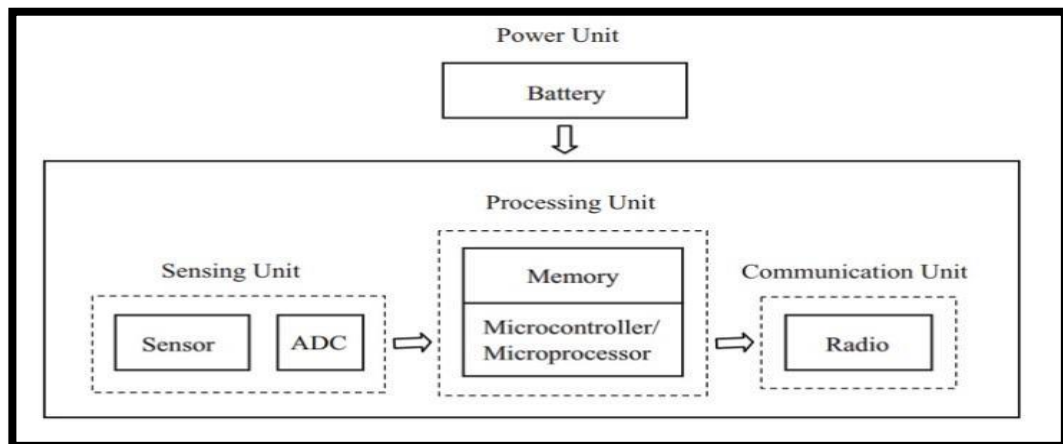 Power Unit
Battery
Processing Unit
Sensing Unit
Communication Unit
Memory
Sensor
ADC
Microcontroller/
Microprocessor
Radio